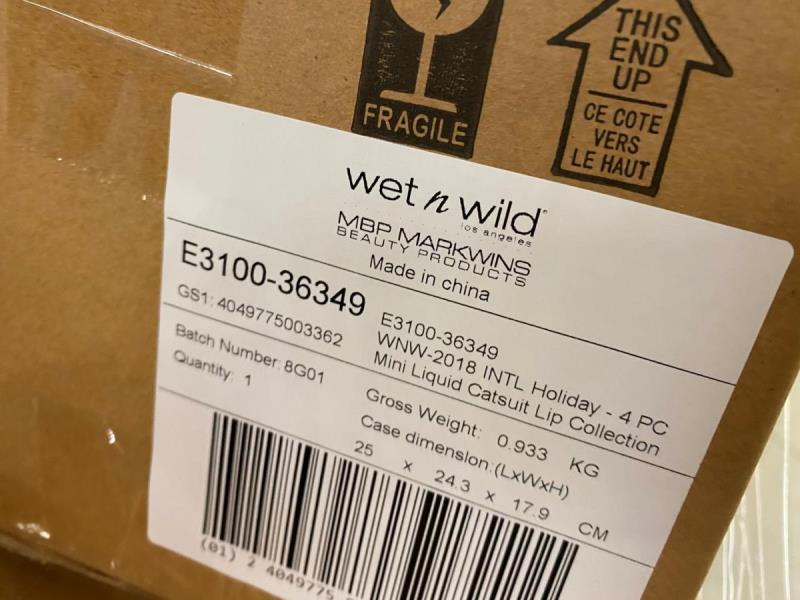 FRAGILE
THIS
END
UP
CE COTE
VERS
LE HAUT
wet n wild
los angeles
MBP MARKWINS
BEAUTY PRODUCTS
Made in china
E3100-36349
GS1: 4049775003362
E3100-36349
WNW-2018 INTL Holiday - 4 PC
Mini Liquid Catsuit Lip Collection
Batch Number: 8G01
Quantity: 1
Gross Weight: 0.933 KG
Case dimension:(LxWxH)
25 x 24.3 x 17.9 CM
(01) 2 4049775